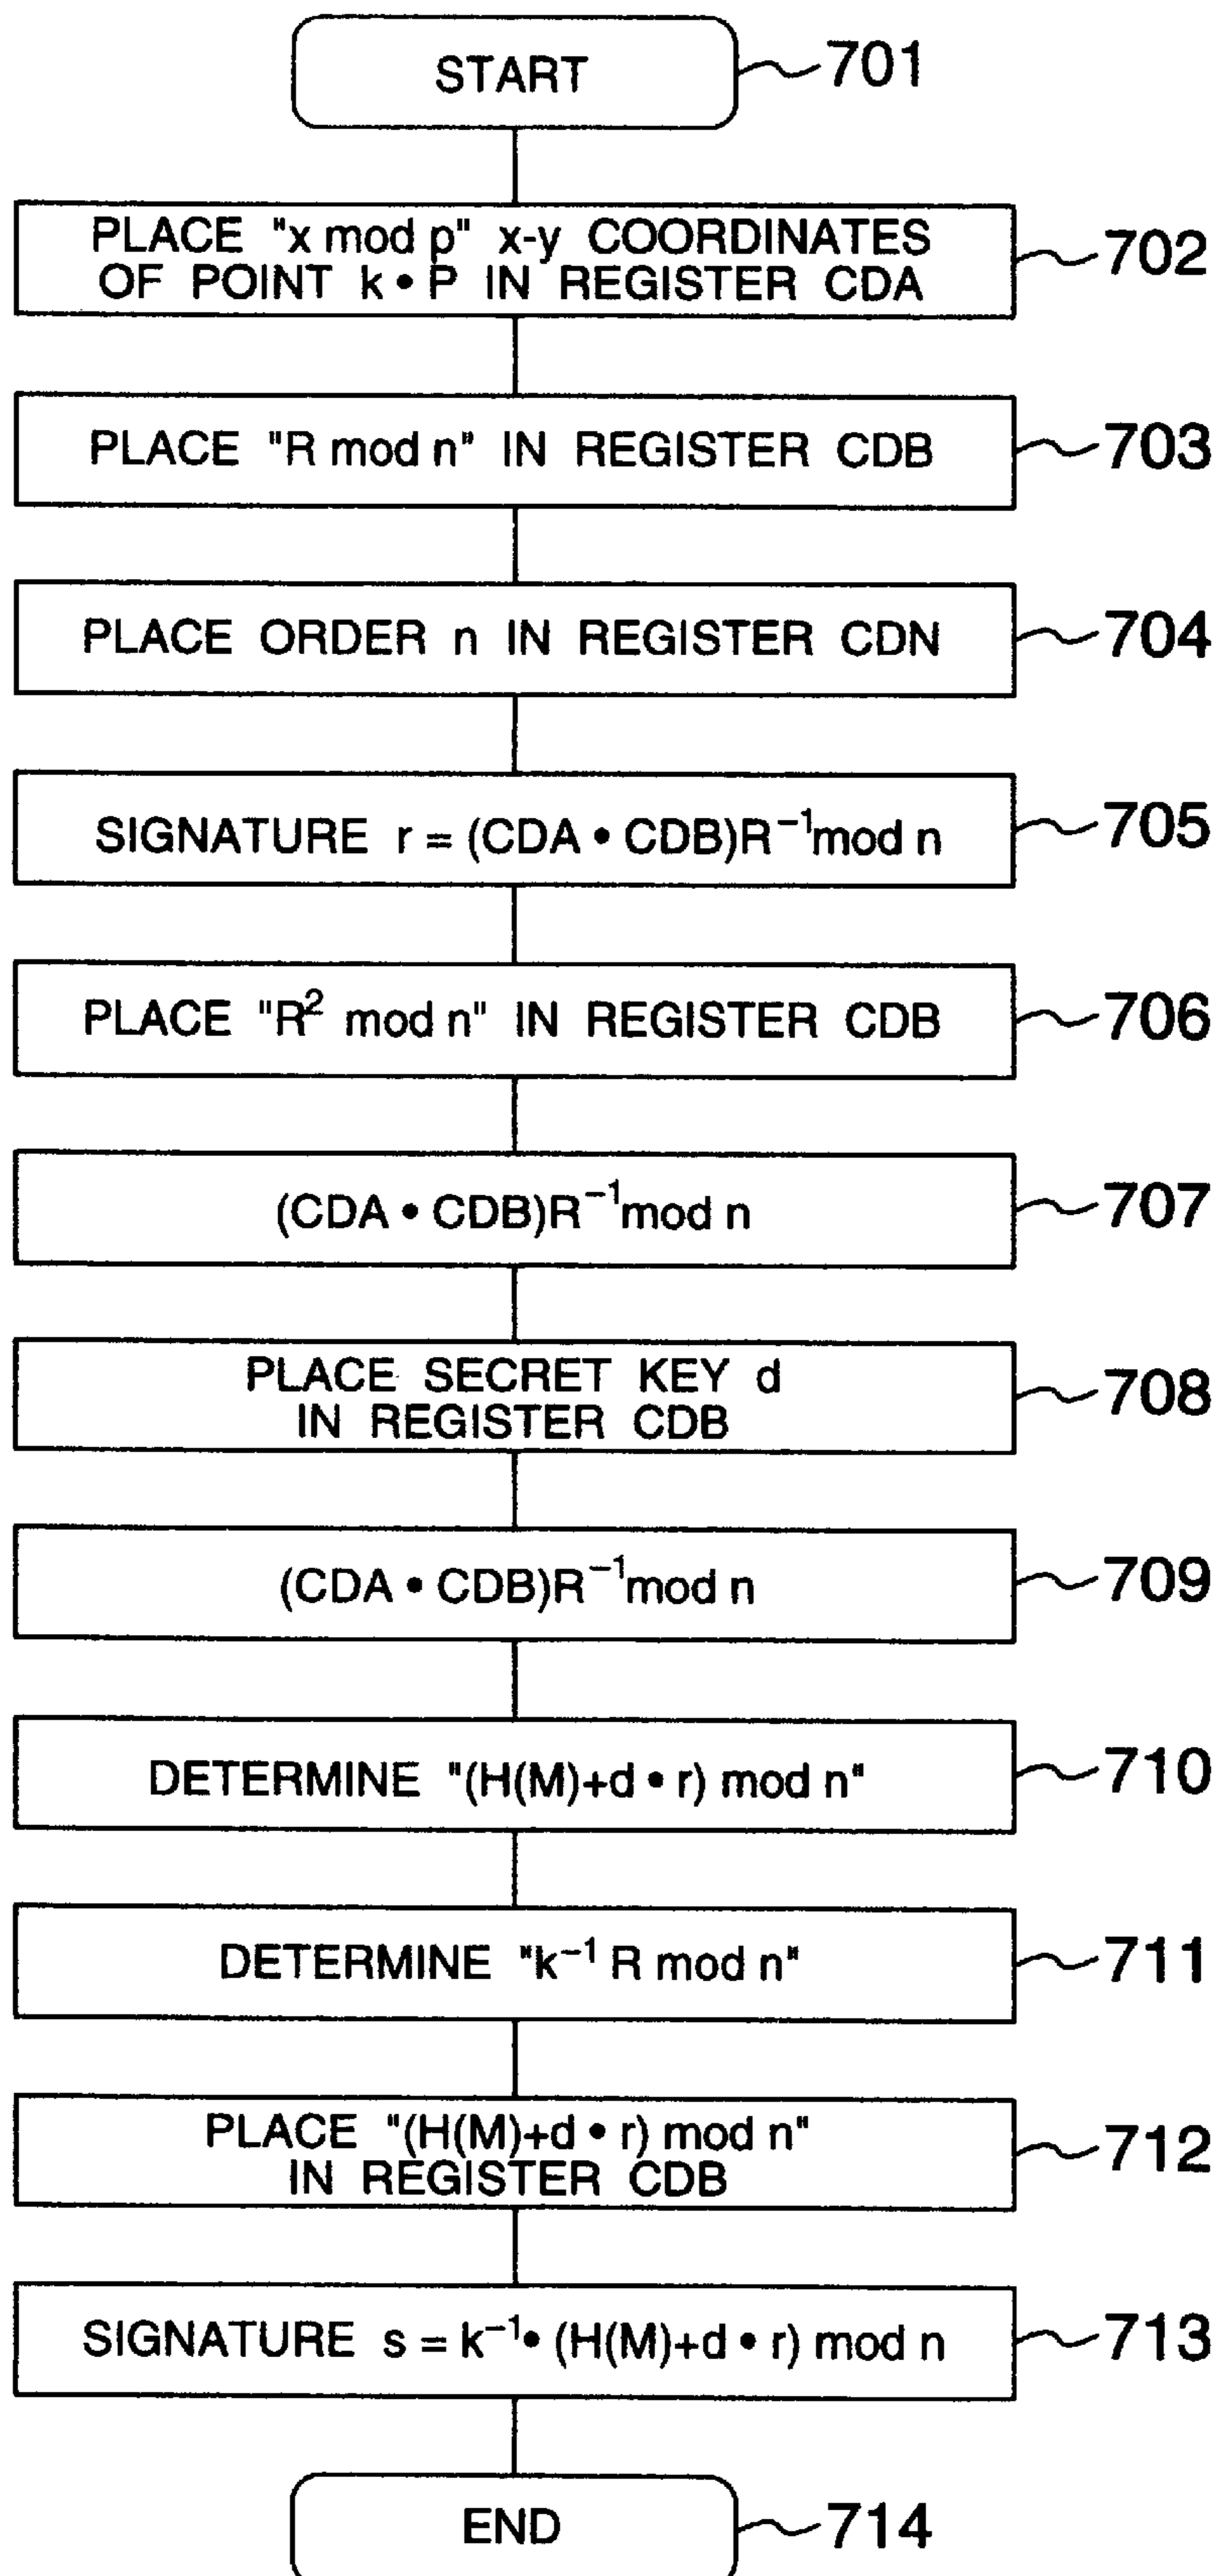 START
701
PLACE "x mod p" x-y COORDINATES
OF POINT k • P IN REGISTER CDA
702
PLACE "R mod n" IN REGISTER CDB
703
PLACE ORDER n IN REGISTER CDN
704
SIGNATURE r = (CDA • CDB)R⁻¹mod n
705
PLACE "R² mod n" IN REGISTER CDB
706
(CDA • CDB)R⁻¹mod n
707
PLACE SECRET KEY d
IN REGISTER CDB
708
(CDA • CDB)R⁻¹mod n
709
DETERMINE "(H(M)+d • r) mod n"
710
DETERMINE "k⁻¹ R mod n"
711
PLACE "(H(M)+d • r) mod n"
IN REGISTER CDB
712
SIGNATURE s = k⁻¹• (H(M)+d • r) mod n
713
END
714